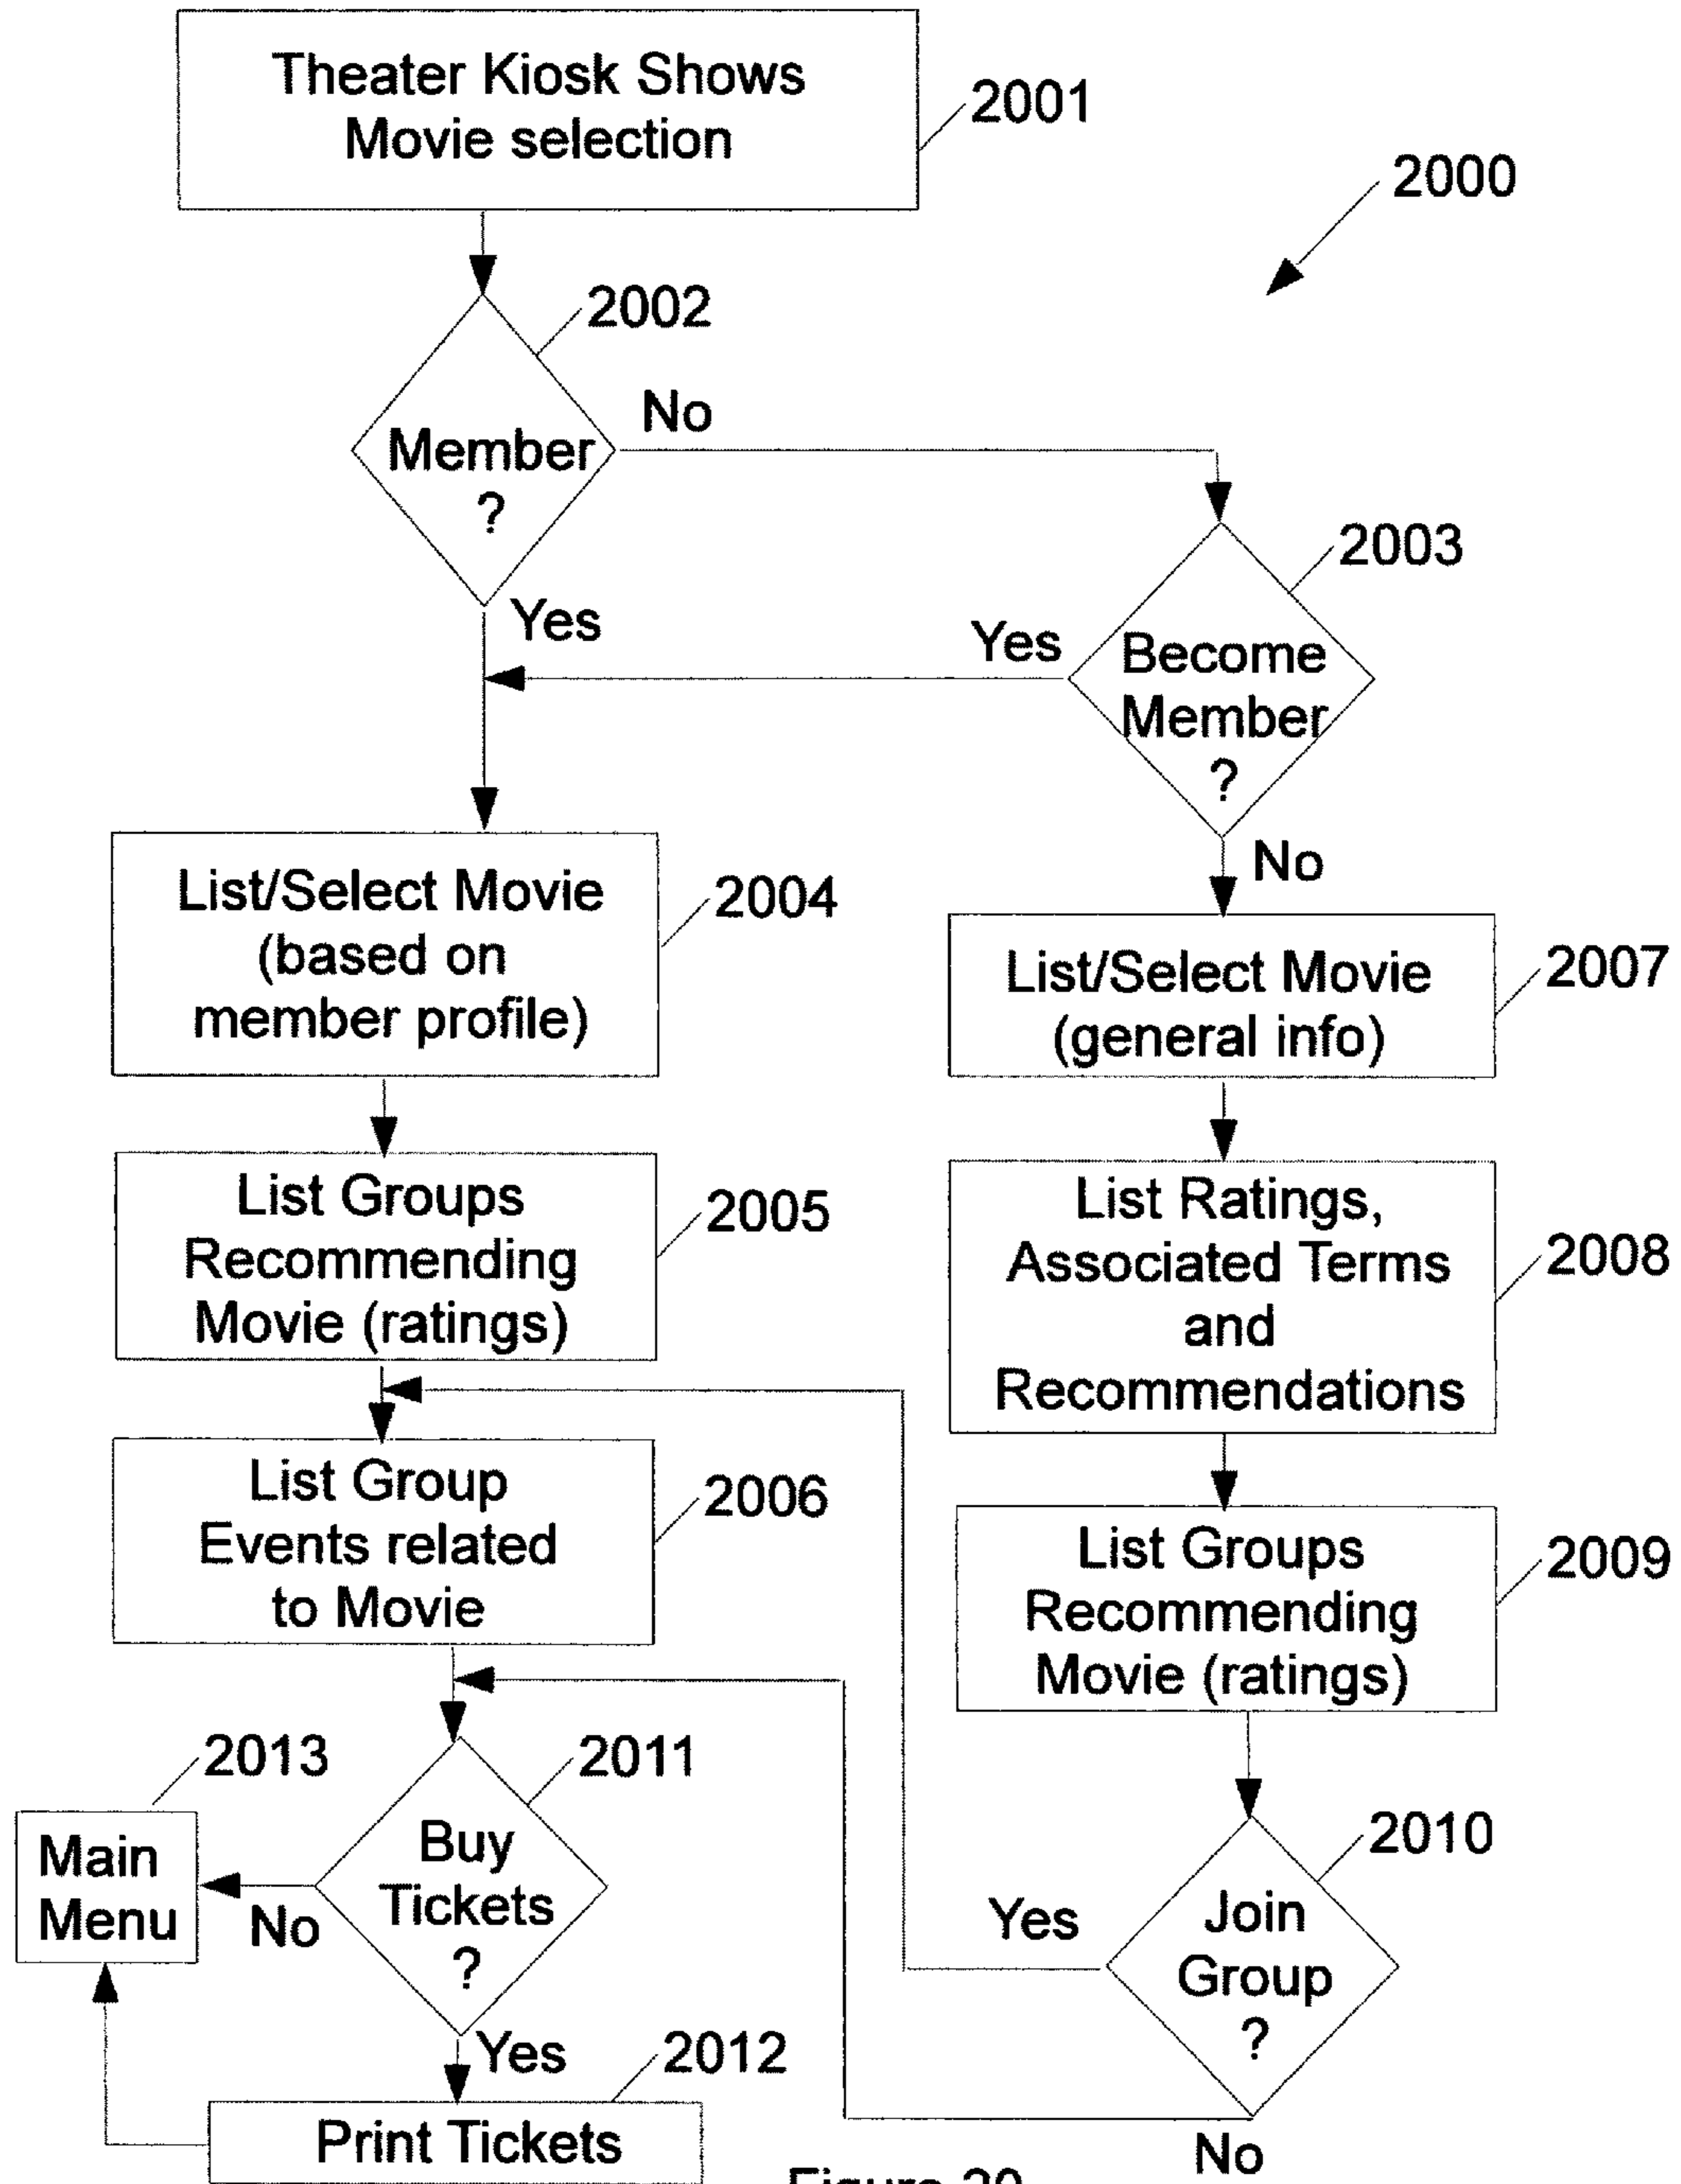 Theater Kiosk Shows
Movie selection
2001
2000
2002
No
Member
?
2003
Yes
Yes
Become
Member
?
No
List/Select Movie
(based on
member profile)
2004
List/Select Movie
(general info)
2007
List Groups
Recommending
Movie (ratings)
2005
List Ratings,
Associated Terms
and
Recommendations
2008
List Group
Events related
to Movie
2006
List Groups
Recommending
Movie (ratings)
2009
2013
2011
Main
Menu
No
Buy
Tickets
?
2010
Yes
Join
Group
?
Yes
2012
Print Tickets
No
Figure 20